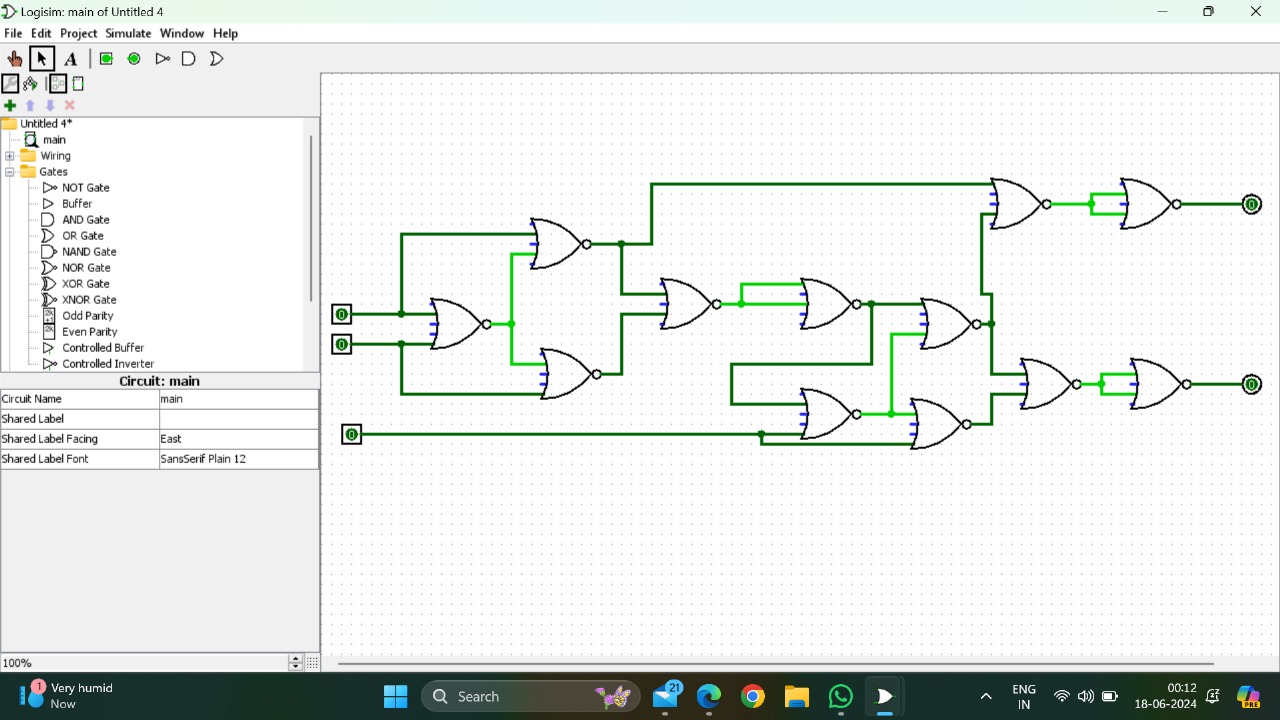 Logisim: main of Untitled 4
File Edit Project Simulate Window Help
A
Untitled 4*
main
Wiring
Gates
NOT Gate
Buffer
AND Gate
OR Gate
NAND Gate
NOR Gate
XOR Gate
XNOR Gate
Odd Parity
Even Parity
Controlled Buffer
Controlled Inverter
Circuit: main
Circuit Name main
Shared Label
Shared Label Facing East
Shared Label Font SansSerif Plain 12
100%
0
0
0
0
0
1
Very humid
Now
Search
21
ENG
IN
00:12
18-06-2024
PRE